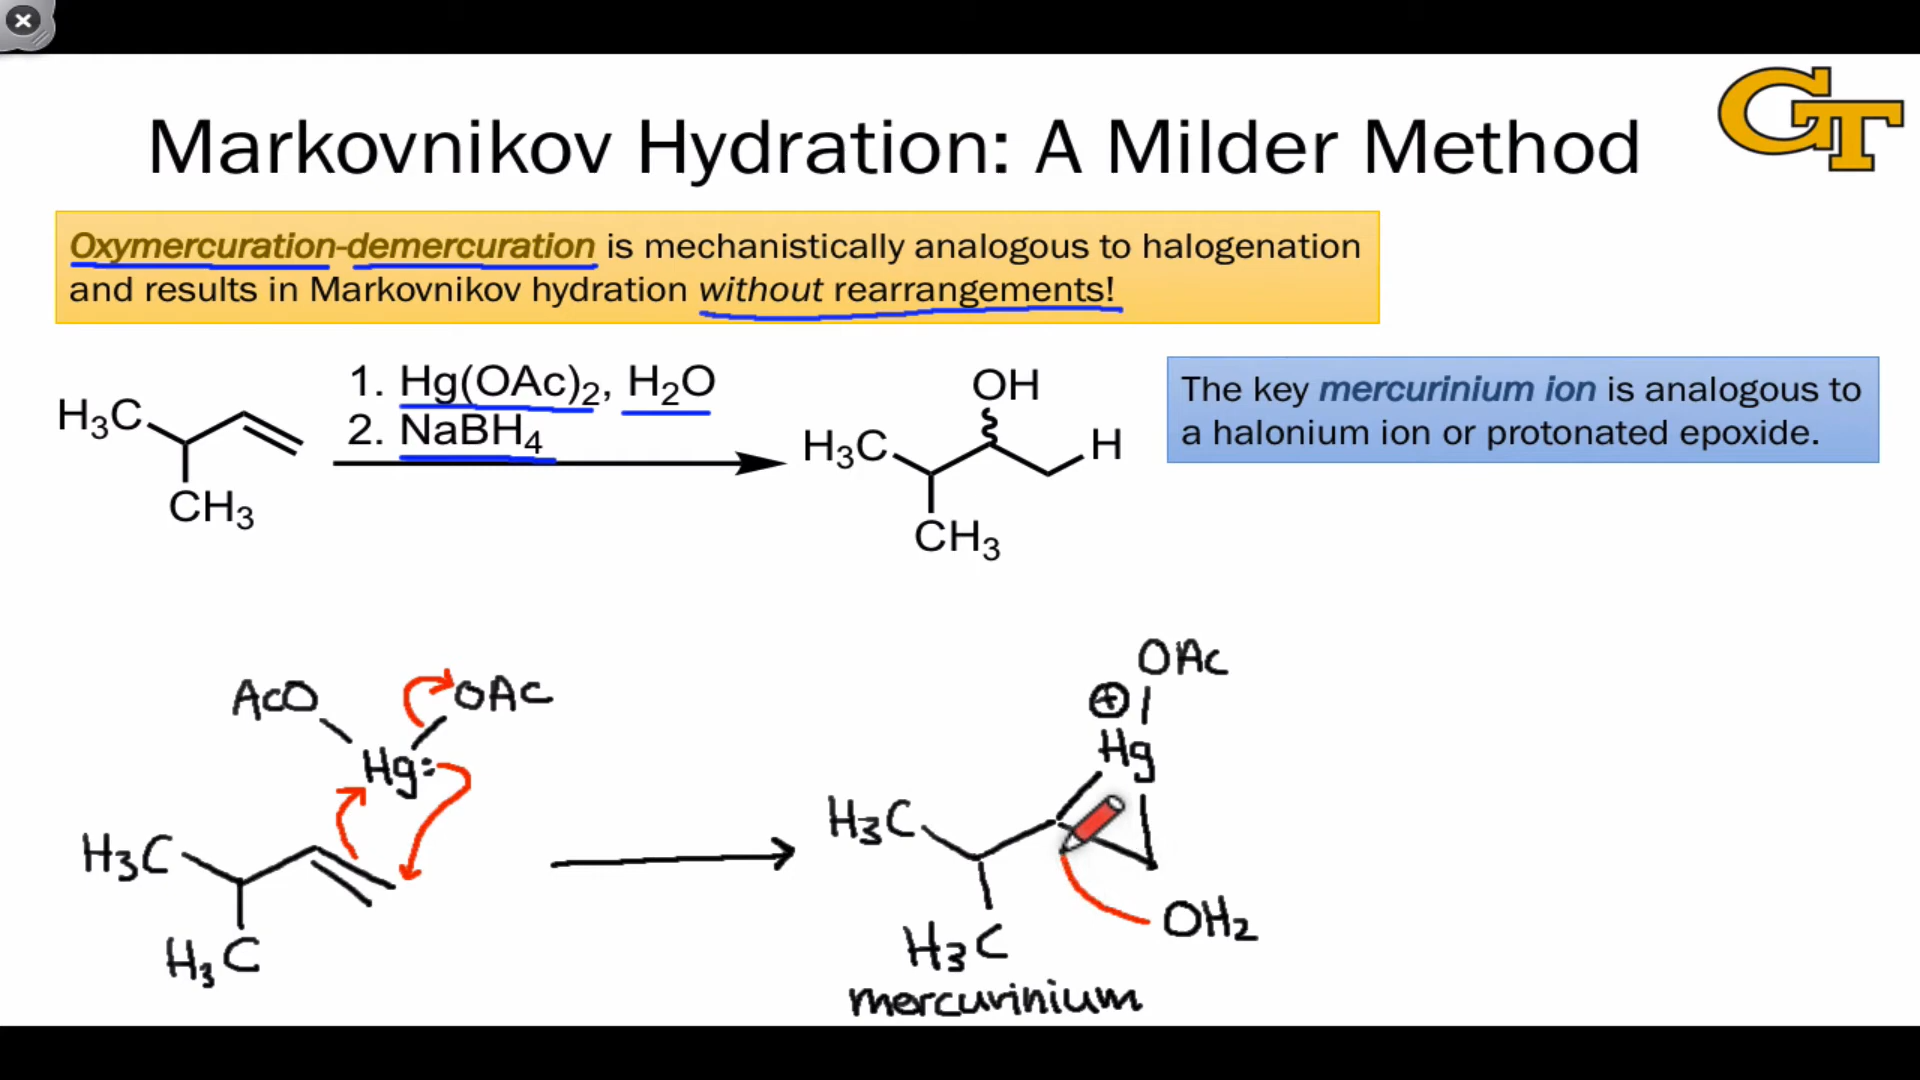 GT
Markovnikov Hydration: A Milder Method
Oxymercuration-demercuration is mechanistically analogous to halogenation
and results in Markovnikov hydration without rearrangements!
1. Hg(OAc)₂, H₂O
2. NaBH₄
H₃C
CH₃
OH
H₃C
H
CH₃
The key mercurinium ion is analogous to
a halonium ion or protonated epoxide.
AcO
OAc
Hg:
H₃C
H₃C
OAc
⊕
Hg
H₃C
OH₂
H₃C
mercurinium